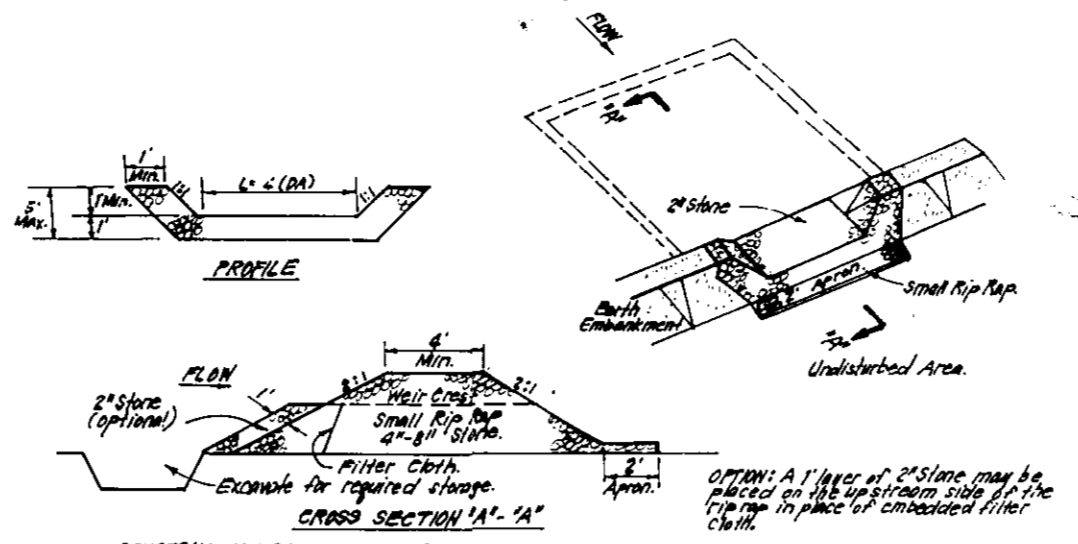 FLOW
"A"
1'
Min.
1:1
L= 4 (DA)
1:1
5'
MAX.
1'Min.
1'
PROFILE
2" Stone
Apron.
Small Rip Rap.
Earth
Embankment
"A"
Undisturbed Area.
4'
Min.
FLOW
2:1
2:1
1'
Weir Crest
2" Stone
(optional)
Small Rip Rap
4"-8" Stone.
Filter Cloth.
Excavate for required storage.
2'
Apron.
CROSS SECTION "A"-"A"
OPTION: A 1' layer of 2" Stone may be
placed on the upstream side of the
riprap in place of embedded filter
cloth.